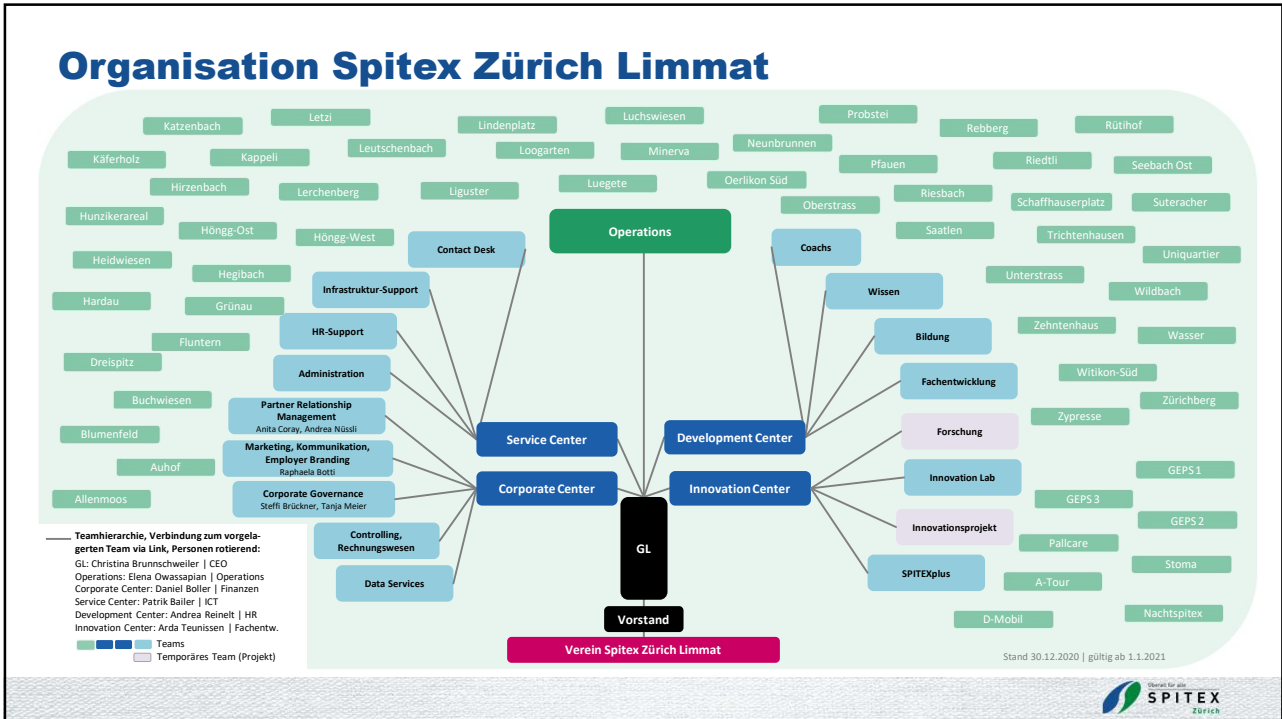 Organisation Spitex Zürich Limmat
Katzenbach
Letzi
Lindenplatz
Luchswiesen
Probstei
Rebberg
Rütihof
Käferholz
Kappeli
Leutschenbach
Loogarten
Minerva
Neunbrunnen
Pfauen
Riedtli
Seebach Ost
Hirzenbach
Lerchenberg
Liguster
Luegete
Oerlikon Süd
Oberstrass
Riesbach
Schaffhauserplatz
Suteracher
Hunzikerareal
Höngg-Ost
Höngg-West
Saatlen
Trichtenhausen
Uniquartier
Heidwiesen
Hegibach
Unterstrass
Wildbach
Hardau
Grünau
Zehntenhaus
Wasser
Fluntern
Dreispitz
Witikon-Süd
Buchwiesen
Zürichberg
Blumenfeld
Zypresse
Auhof
GEPS 1
Allenmoos
GEPS 3
GEPS 2
Pallcare
Stoma
A-Tour
D-Mobil
Nachtspitex
Operations
Contact Desk
Infrastruktur-Support
HR-Support
Administration
Partner Relationship
Management
Anita Coray, Andrea Nüssli
Marketing, Kommunikation,
Employer Branding
Raphaela Botti
Corporate Governance
Steffi Brückner, Tanja Meier
Controlling,
Rechnungswesen
Data Services
Coachs
Wissen
Bildung
Fachentwicklung
Forschung
Innovation Lab
Innovationsprojekt
SPITEXplus
Service Center
Development Center
Corporate Center
Innovation Center
GL
Vorstand
Verein Spitex Zürich Limmat
Teamhierarchie, Verbindung zum vorgela-
gerten Team via Link, Personen rotierend:
GL: Christina Brunnschweiler | CEO
Operations: Elena Owassapian | Operations
Corporate Center: Daniel Boller | Finanzen
Service Center: Patrik Bailer | ICT
Development Center: Andrea Reinelt | HR
Innovation Center: Arda Teunissen | Fachentw.
Teams
Temporäres Team (Projekt)
Stand 30.12.2020 | gültig ab 1.1.2021
Überall für alle
SPITEX
Zürich